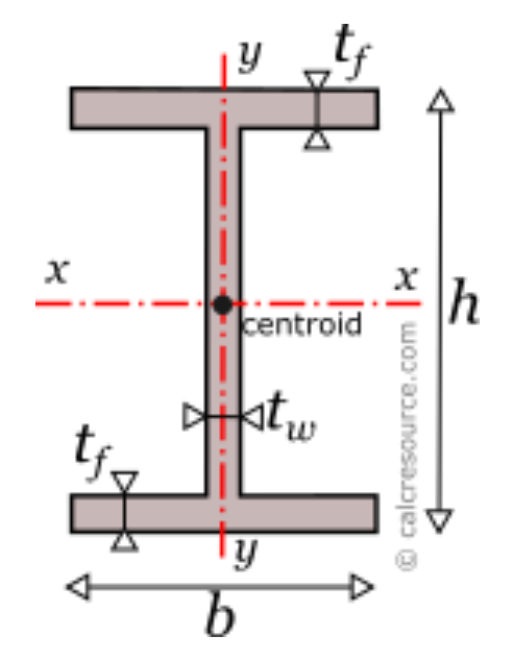 y
t_f
x
x
h
centroid
t_w
t_f
y
b
© calcresource.com